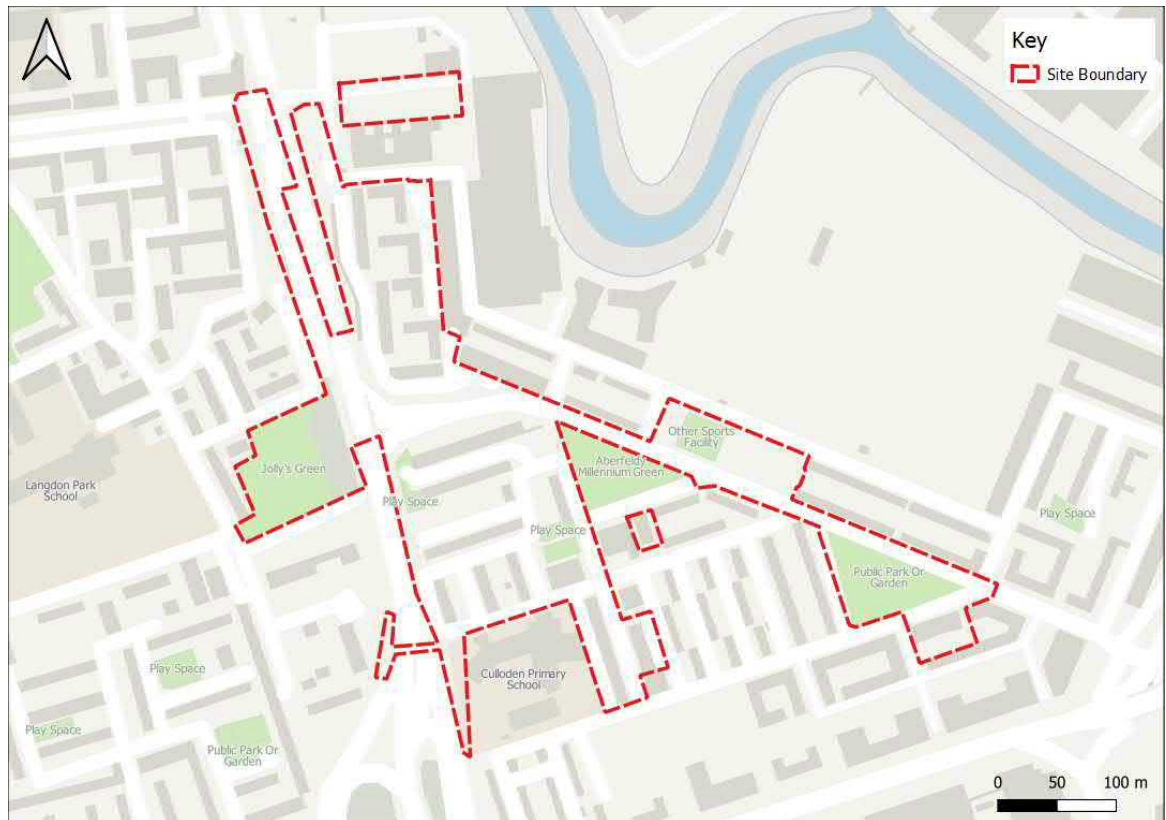 Key
Site Boundary
Other Sports
Facility
Aberfeldy
Millennium Green
Jolly's Green
Langdon Park
School
Play Space
Play Space
Play Space
Public Park Or
Garden
Culloden Primary
School
Play Space
Play Space
Public Park Or
Garden
0 50 100 m